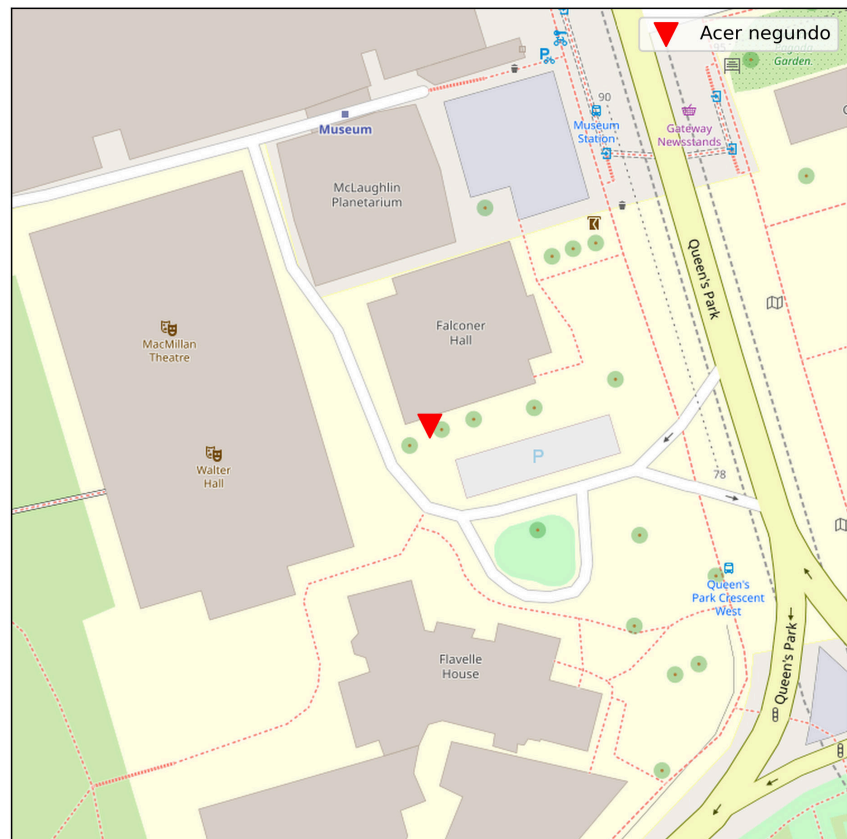 Acer negundo
Pagoda
Garden.
90
Museum
Museum
Station
Gateway
Newsstands
McLaughlin
Planetarium
Queen's Park
MacMillan
Theatre
Falconer
Hall
Walter
Hall
P
78
Queen's
Park Crescent
West
Flavelle
House
Queen's Park